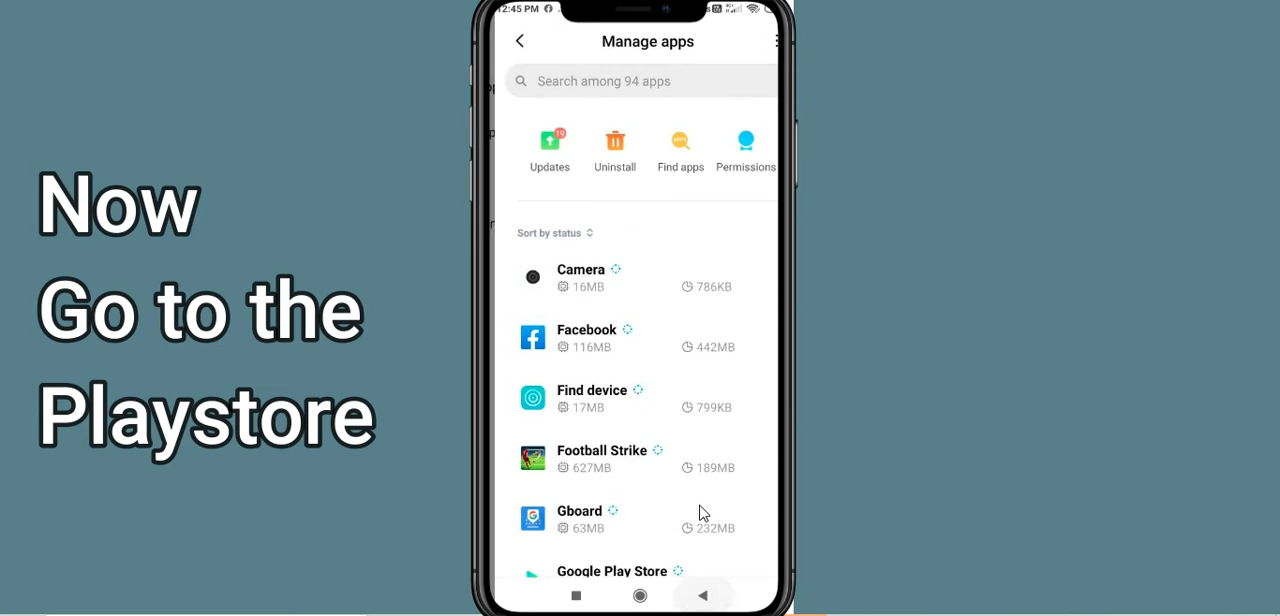 Now
Go to the
Playstore
12:45 PM
Manage apps
Search among 94 apps
19
Updates
Uninstall
Find apps
Permissions
Sort by status
Camera
16MB 786KB
Facebook
116MB 442MB
Find device
17MB 799KB
Football Strike
627MB 189MB
Gboard
63MB 232MB
Google Play Store